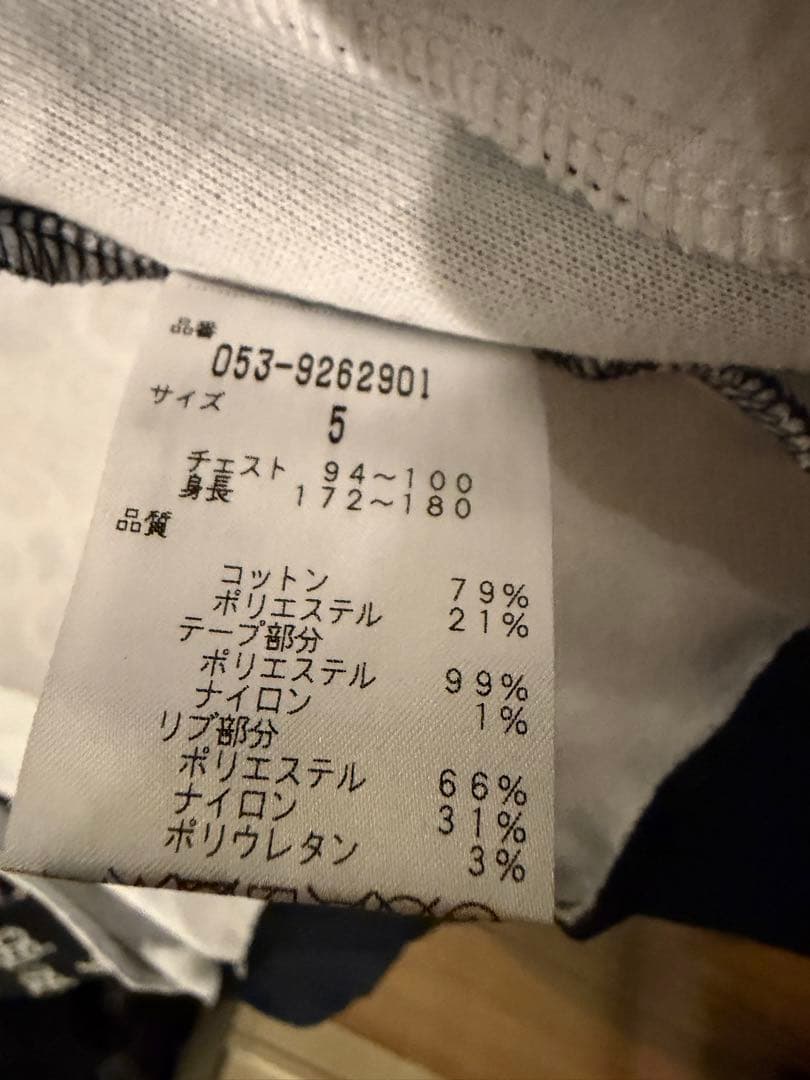 品番
053-9262901
サイズ
5
チェスト 94～100
身長 172～180
品質
コットン 79%
ポリエステル 21%
テープ部分
ポリエステル 99%
ナイロン 1%
リブ部分
ポリエステル 66%
ナイロン 31%
ポリウレタン 3%